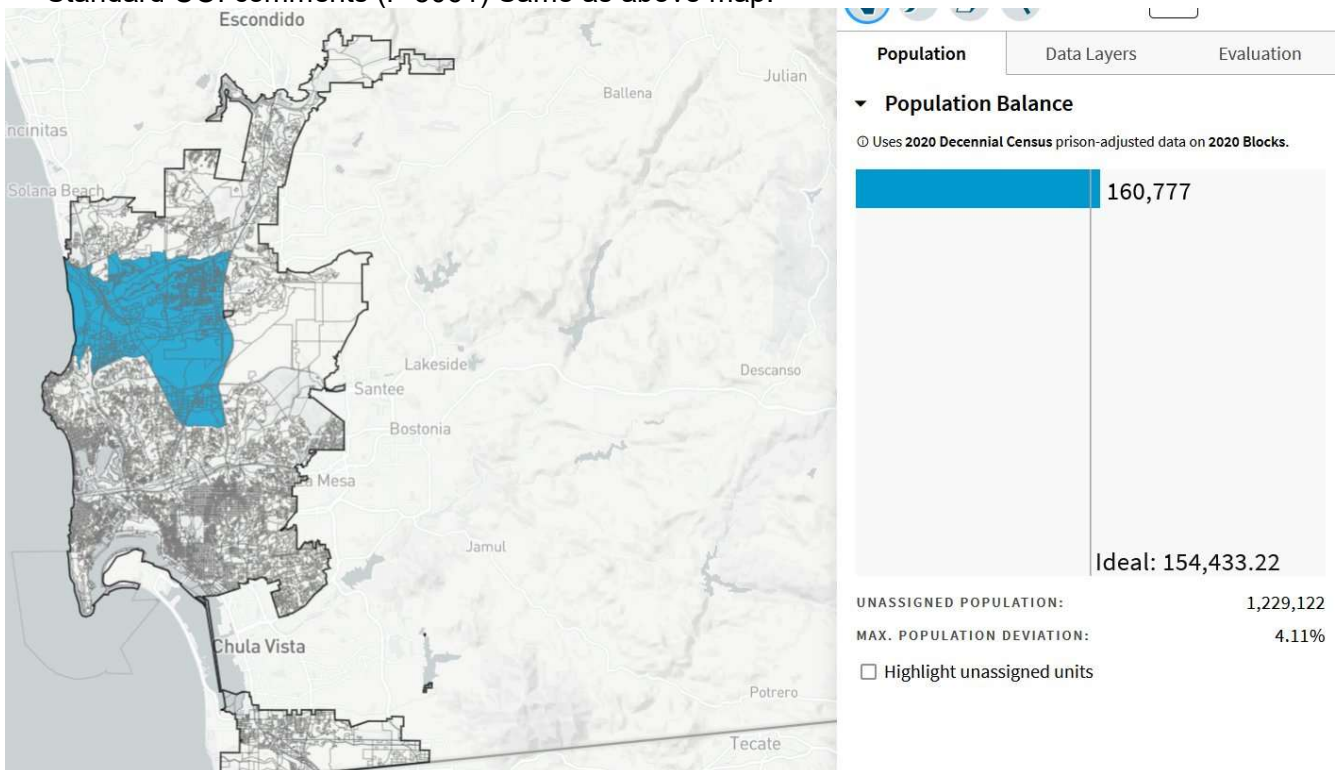 Escondido
Julian
Ballena
ncinitas
Solana Beach
Lakeside
Santee
Descanso
Bostonia
Mesa
Jamul
Chula Vista
Potrero
Tecate
Population
Data Layers
Evaluation
Population Balance
Uses 2020 Decennial Census prison-adjusted data on 2020 Blocks.
160,777
Ideal: 154,433.22
UNASSIGNED POPULATION: 1,229,122
MAX. POPULATION DEVIATION: 4.11%
Highlight unassigned units